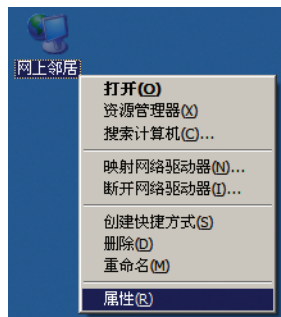 网上邻居
打开(O)
资源管理器(X)
搜索计算机(C)...
映射网络驱动器(N)...
断开网络驱动器(I)...
创建快捷方式(S)
删除(D)
重命名(M)
属性(R)